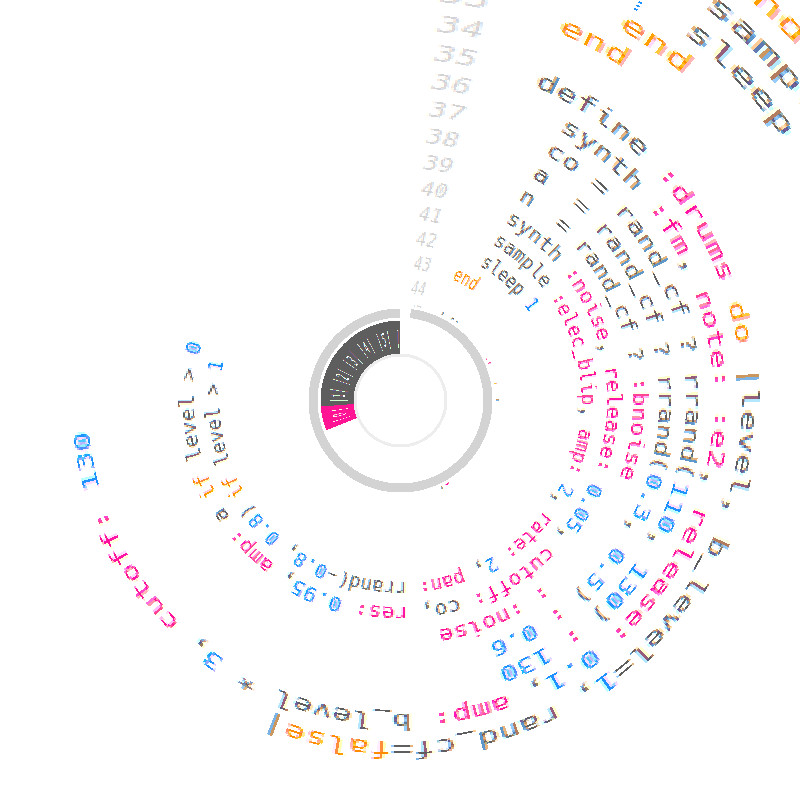 34
35
36
37
38
39
40
41
42
43
44
no
samp
sleep
end
end
define :drums do |level, b_level=1, rand_cf=false|
synth :fm, note: :e2, release: 0.1, amp: b_level * 3, cutoff: 130
co = rand_cf ? rrand(110, 130) : 130
a = rand_cf ? rrand(0.3, 0.5) : 0.6
n = rand_cf ? :bnoise : :noise
synth :noise, release: 0.05, cutoff: co, res: 0.95, amp: a if level > 0
sample :elec_blip, amp: 2, rate: 2, pan: rrand(-0.8, 0.8) if level > 1
sleep 1
end